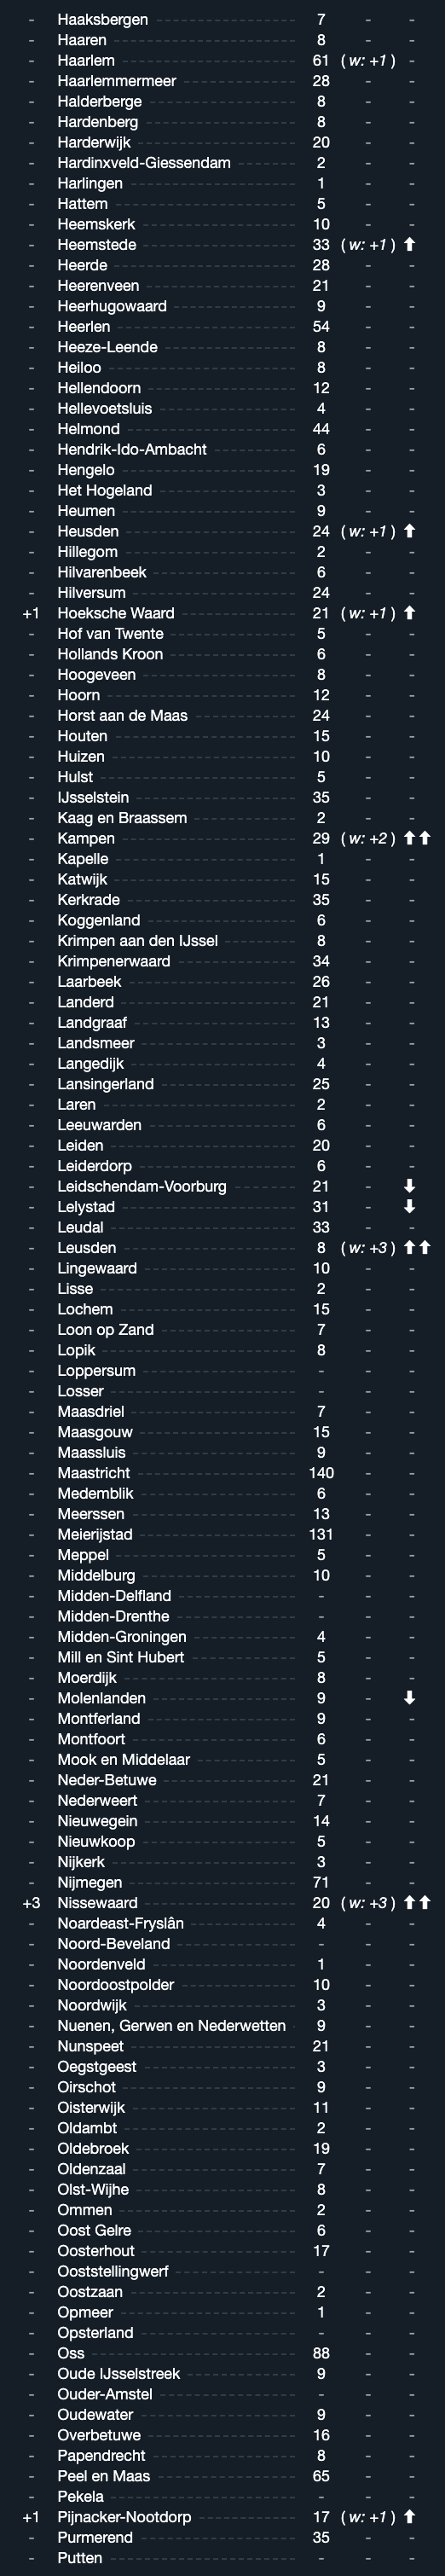 - Haaksbergen 7 - -
- Haaren 8 - -
- Haarlem 61 ( w: +1 ) -
- Haarlemmermeer 28 - -
- Halderberge 8 - -
- Hardenberg 8 - -
- Harderwijk 20 - -
- Hardinxveld-Giessendam 2 - -
- Harlingen 1 - -
- Hattem 5 - -
- Heemskerk 10 - -
- Heemstede 33 ( w: +1 ) ⬆
- Heerde 28 - -
- Heerenveen 21 - -
- Heerhugowaard 9 - -
- Heerlen 54 - -
- Heeze-Leende 8 - -
- Heiloo 8 - -
- Hellendoorn 12 - -
- Hellevoetsluis 4 - -
- Helmond 44 - -
- Hendrik-Ido-Ambacht 6 - -
- Hengelo 19 - -
- Het Hogeland 3 - -
- Heumen 9 - -
- Heusden 24 ( w: +1 ) ⬆
- Hillegom 2 - -
- Hilvarenbeek 6 - -
- Hilversum 24 - -
+1 Hoeksche Waard 21 ( w: +1 ) ⬆
- Hof van Twente 5 - -
- Hollands Kroon 6 - -
- Hoogeveen 8 - -
- Hoorn 12 - -
- Horst aan de Maas 24 - -
- Houten 15 - -
- Huizen 10 - -
- Hulst 5 - -
- IJsselstein 35 - -
- Kaag en Braassem 2 - -
- Kampen 29 ( w: +2 ) ⬆⬆
- Kapelle 1 - -
- Katwijk 15 - -
- Kerkrade 35 - -
- Koggenland 6 - -
- Krimpen aan den IJssel 8 - -
- Krimpenerwaard 34 - -
- Laarbeek 26 - -
- Landerd 21 - -
- Landgraaf 13 - -
- Landsmeer 3 - -
- Langedijk 4 - -
- Lansingerland 25 - -
- Laren 2 - -
- Leeuwarden 6 - -
- Leiden 20 - -
- Leiderdorp 6 - -
- Leidschendam-Voorburg 21 - ⬇
- Lelystad 31 - ⬇
- Leudal 33 - -
- Leusden 8 ( w: +3 ) ⬆⬆
- Lingewaard 10 - -
- Lisse 2 - -
- Lochem 15 - -
- Loon op Zand 7 - -
- Lopik 8 - -
- Loppersum - - -
- Losser - - -
- Maasdriel 7 - -
- Maasgouw 15 - -
- Maassluis 9 - -
- Maastricht 140 - -
- Medemblik 6 - -
- Meerssen 13 - -
- Meierijstad 131 - -
- Meppel 5 - -
- Middelburg 10 - -
- Midden-Delfland - - -
- Midden-Drenthe - - -
- Midden-Groningen 4 - -
- Mill en Sint Hubert 5 - -
- Moerdijk 8 - -
- Molenlanden 9 - ⬇
- Montferland 9 - -
- Montfoort 6 - -
- Mook en Middelaar 5 - -
- Neder-Betuwe 21 - -
- Nederweert 7 - -
- Nieuwegein 14 - -
- Nieuwkoop 5 - -
- Nijkerk 3 - -
- Nijmegen 71 - -
+3 Nissewaard 20 ( w: +3 ) ⬆⬆
- Noardeast-Fryslân 4 - -
- Noord-Beveland - - -
- Noordenveld 1 - -
- Noordoostpolder 10 - -
- Noordwijk 3 - -
- Nuenen, Gerwen en Nederwetten 9 - -
- Nunspeet 21 - -
- Oegstgeest 3 - -
- Oirschot 9 - -
- Oisterwijk 11 - -
- Oldambt 2 - -
- Oldebroek 19 - -
- Oldenzaal 7 - -
- Olst-Wijhe 8 - -
- Ommen 2 - -
- Oost Gelre 6 - -
- Oosterhout 17 - -
- Ooststellingwerf - - -
- Oostzaan 2 - -
- Opmeer 1 - -
- Opsterland - - -
- Oss 88 - -
- Oude IJsselstreek 9 - -
- Ouder-Amstel - - -
- Oudewater 9 - -
- Overbetuwe 16 - -
- Papendrecht 8 - -
- Peel en Maas 65 - -
- Pekela - - -
+1 Pijnacker-Nootdorp 17 ( w: +1 ) ⬆
- Purmerend 35 - -
- Putten - - -